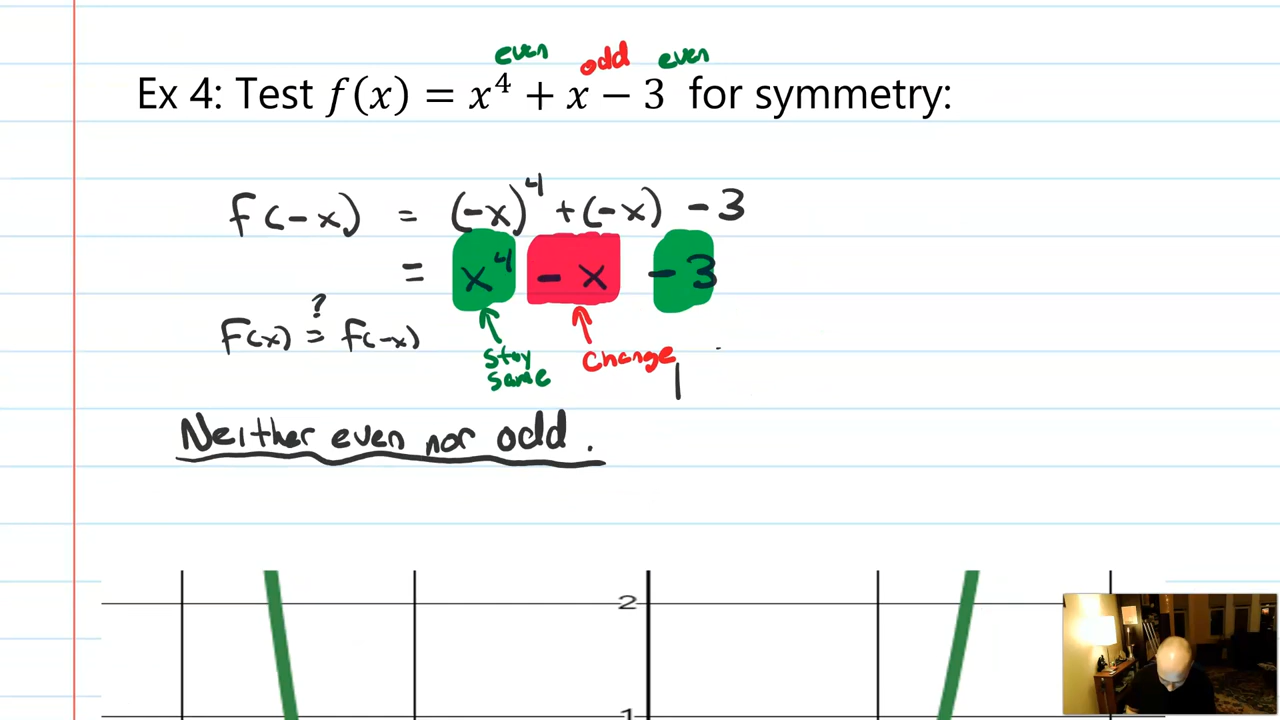 even odd even
Ex 4: Test f(x) = x⁴ + x − 3 for symmetry:
f(-x) = (-x)⁴ + (-x) - 3
= x⁴ - x - 3
?
F(x) = F(-x)
stay same
change
Neither even nor odd.
2
1